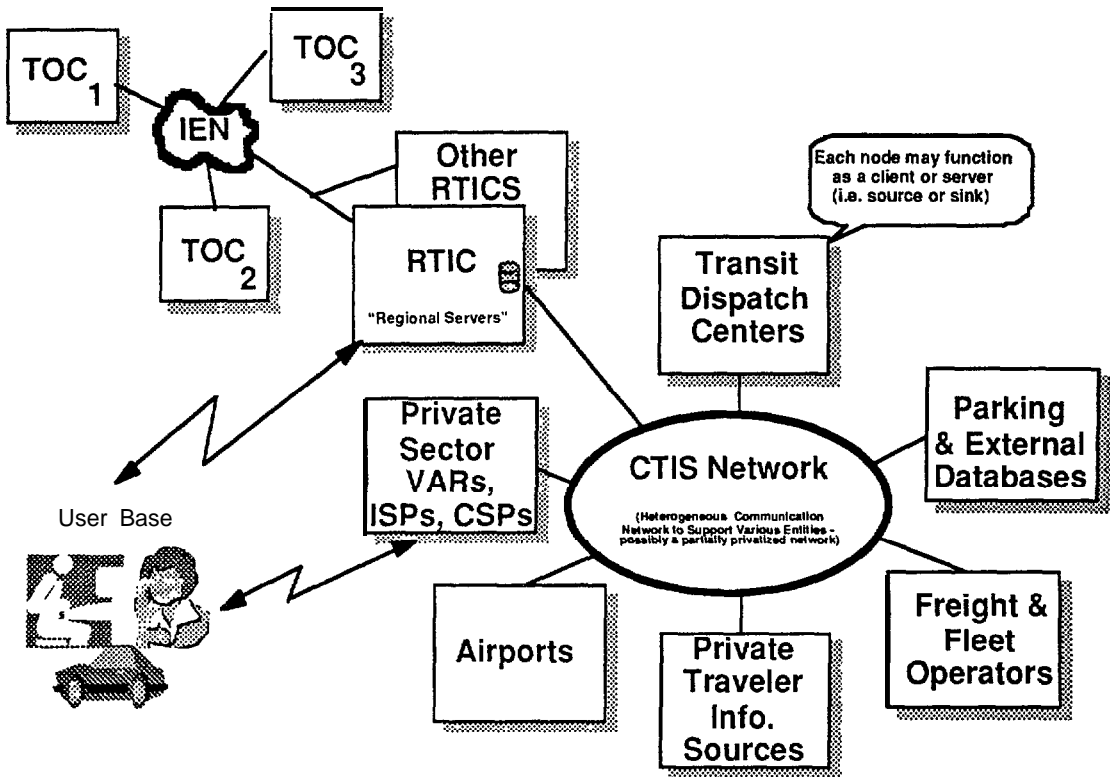 TOC
1
TOC
3
IEN
TOC
2
Other
RTICS
RTIC
"Regional Servers"
Each node may function
as a client or server
(i.e. source or sink)
Transit
Dispatch
Centers
Parking
& External
Databases
Private
Sector
VARs,
ISPs, CSPs
CTIS Network
(Heterogeneous Communication
Network to Support Various Entities -
possibly a partially privatized network)
User Base
Airports
Private
Traveler
Info.
Sources
Freight &
Fleet
Operators